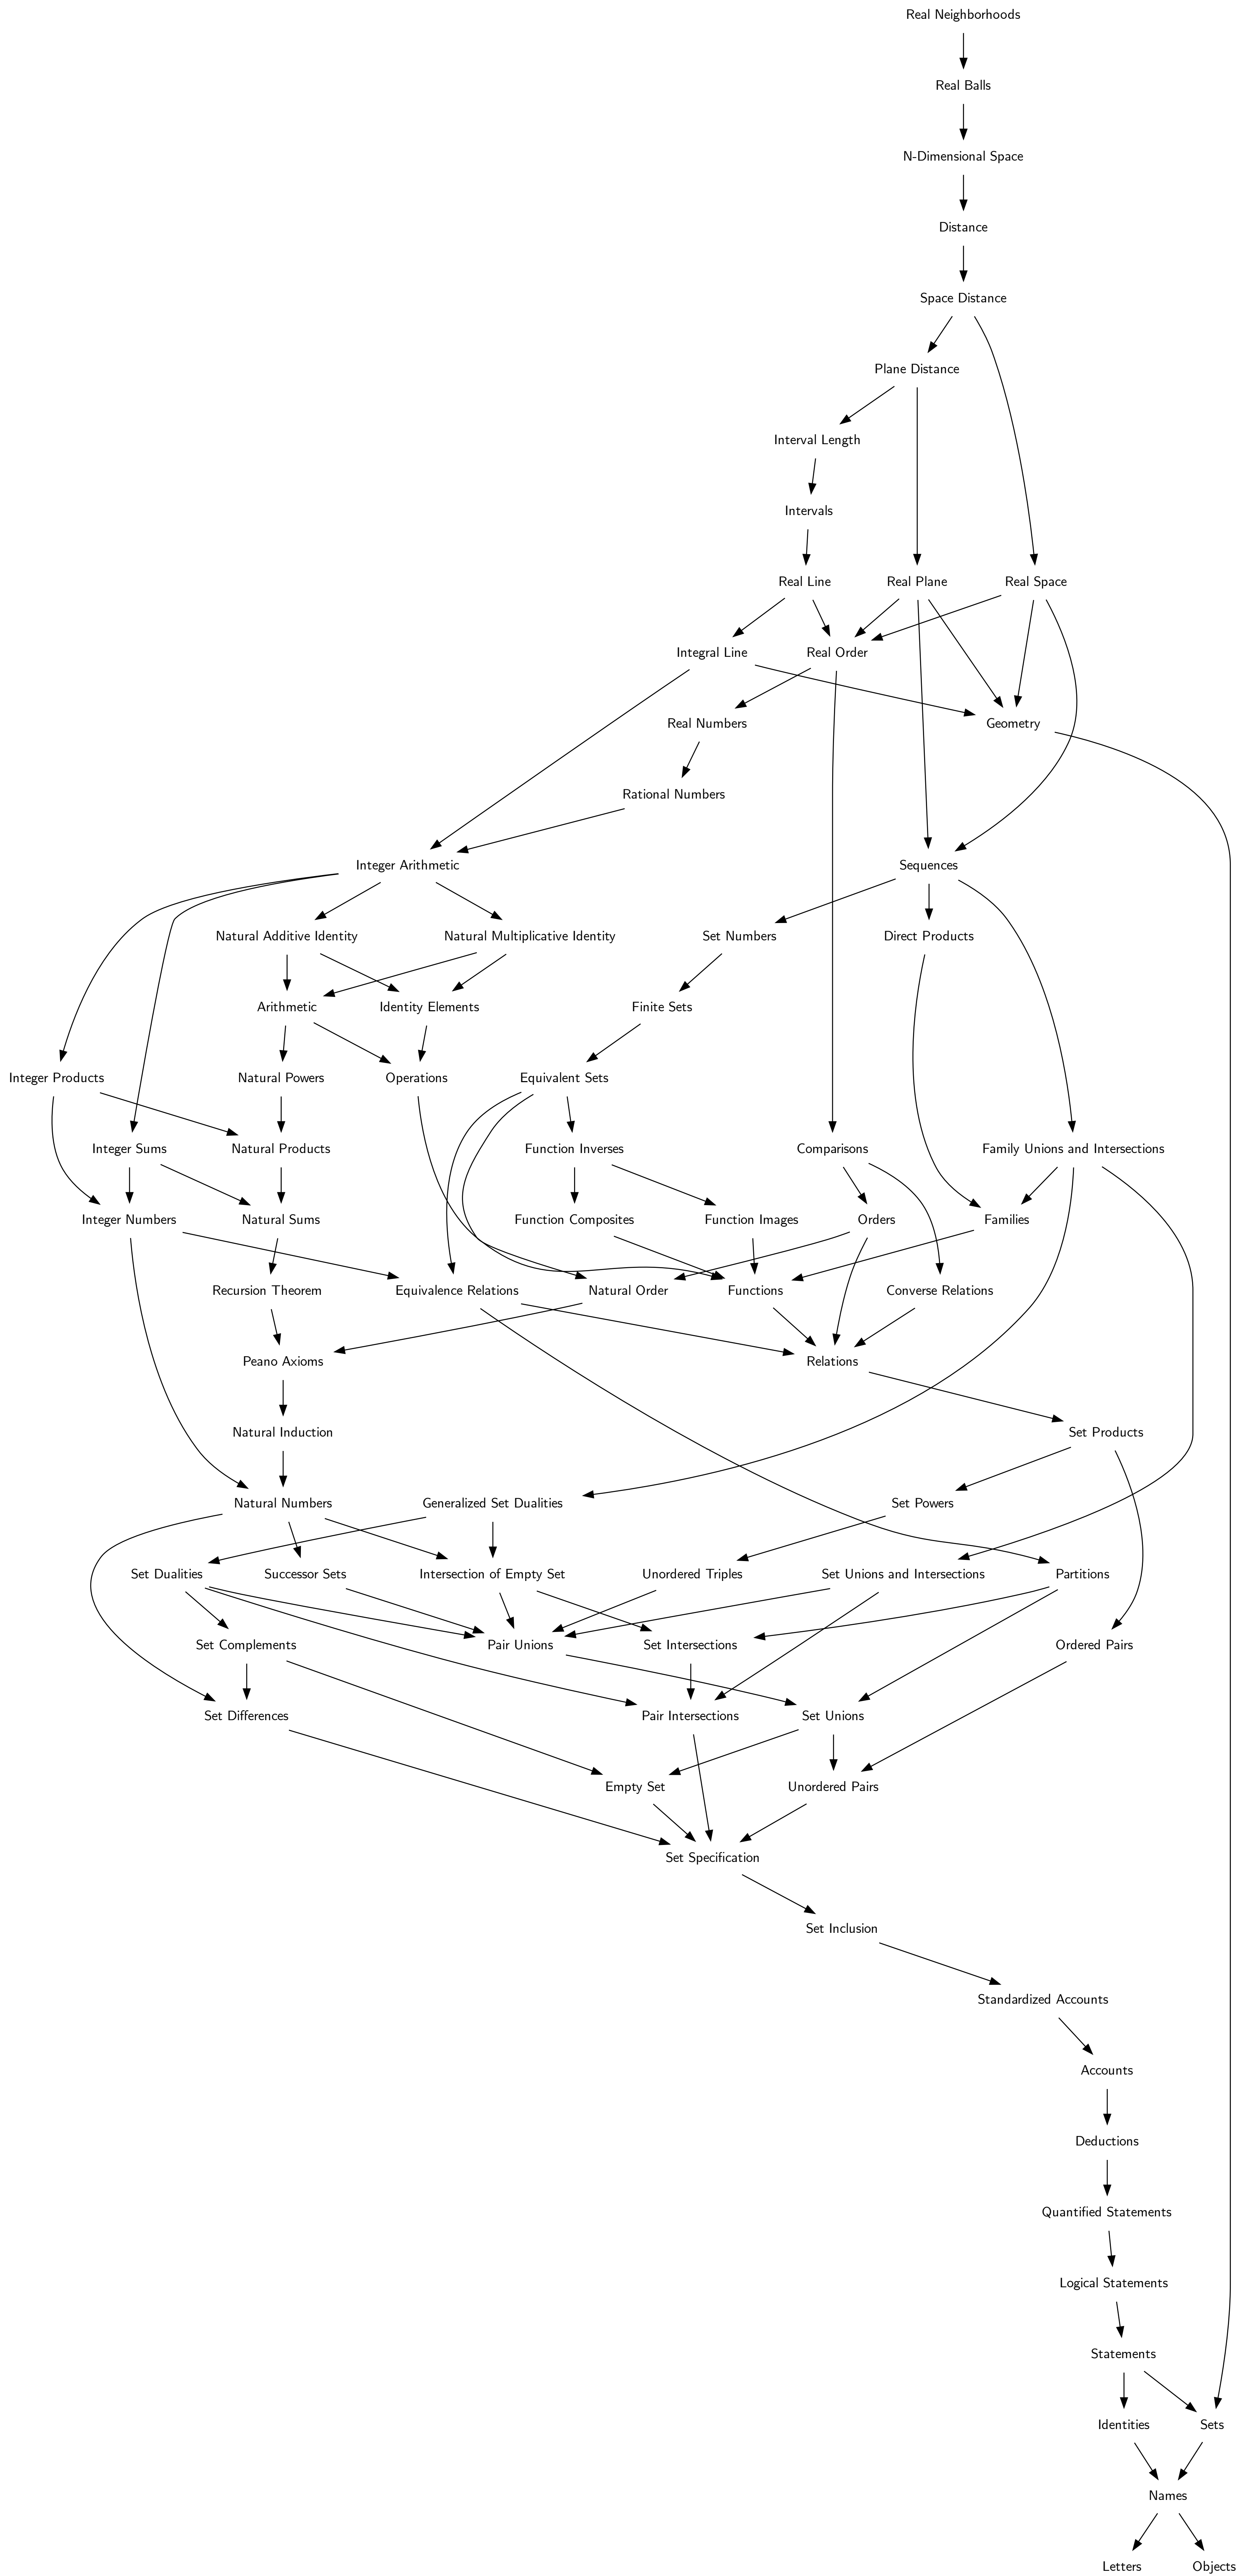 Real Neighborhoods
Real Balls
N-Dimensional Space
Distance
Space Distance
Plane Distance
Interval Length
Intervals
Real Line
Real Plane
Real Space
Integral Line
Real Order
Real Numbers
Geometry
Rational Numbers
Integer Arithmetic
Sequences
Natural Additive Identity
Natural Multiplicative Identity
Set Numbers
Direct Products
Arithmetic
Identity Elements
Finite Sets
Integer Products
Natural Powers
Operations
Equivalent Sets
Integer Sums
Natural Products
Function Inverses
Comparisons
Family Unions and Intersections
Integer Numbers
Natural Sums
Function Composites
Function Images
Orders
Families
Recursion Theorem
Equivalence Relations
Natural Order
Functions
Converse Relations
Peano Axioms
Relations
Natural Induction
Set Products
Natural Numbers
Generalized Set Dualities
Set Powers
Set Dualities
Successor Sets
Intersection of Empty Set
Unordered Triples
Set Unions and Intersections
Partitions
Set Complements
Pair Unions
Set Intersections
Ordered Pairs
Set Differences
Pair Intersections
Set Unions
Empty Set
Unordered Pairs
Set Specification
Set Inclusion
Standardized Accounts
Accounts
Deductions
Quantified Statements
Logical Statements
Statements
Identities
Sets
Names
Letters
Objects